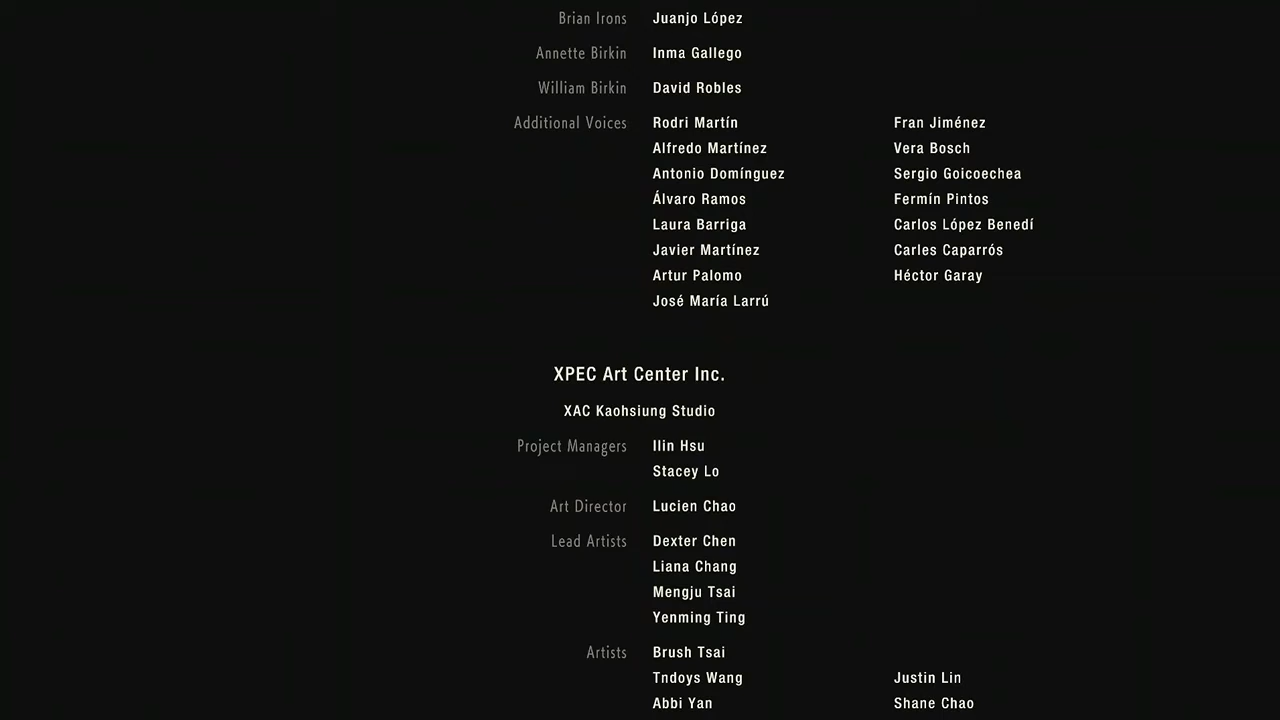 Brian Irons Juanjo López
Annette Birkin Inma Gallego
William Birkin David Robles
Additional Voices Rodri Martín Fran Jiménez
Alfredo Martínez Vera Bosch
Antonio Domínguez Sergio Goicoechea
Álvaro Ramos Fermín Pintos
Laura Barriga Carlos López Benedí
Javier Martínez Carles Caparrós
Artur Palomo Héctor Garay
José María Larrú
XPEC Art Center Inc.
XAC Kaohsiung Studio
Project Managers Ilin Hsu
Stacey Lo
Art Director Lucien Chao
Lead Artists Dexter Chen
Liana Chang
Mengju Tsai
Yenming Ting
Artists Brush Tsai
Tndoys Wang Justin Lin
Abbi Yan Shane Chao